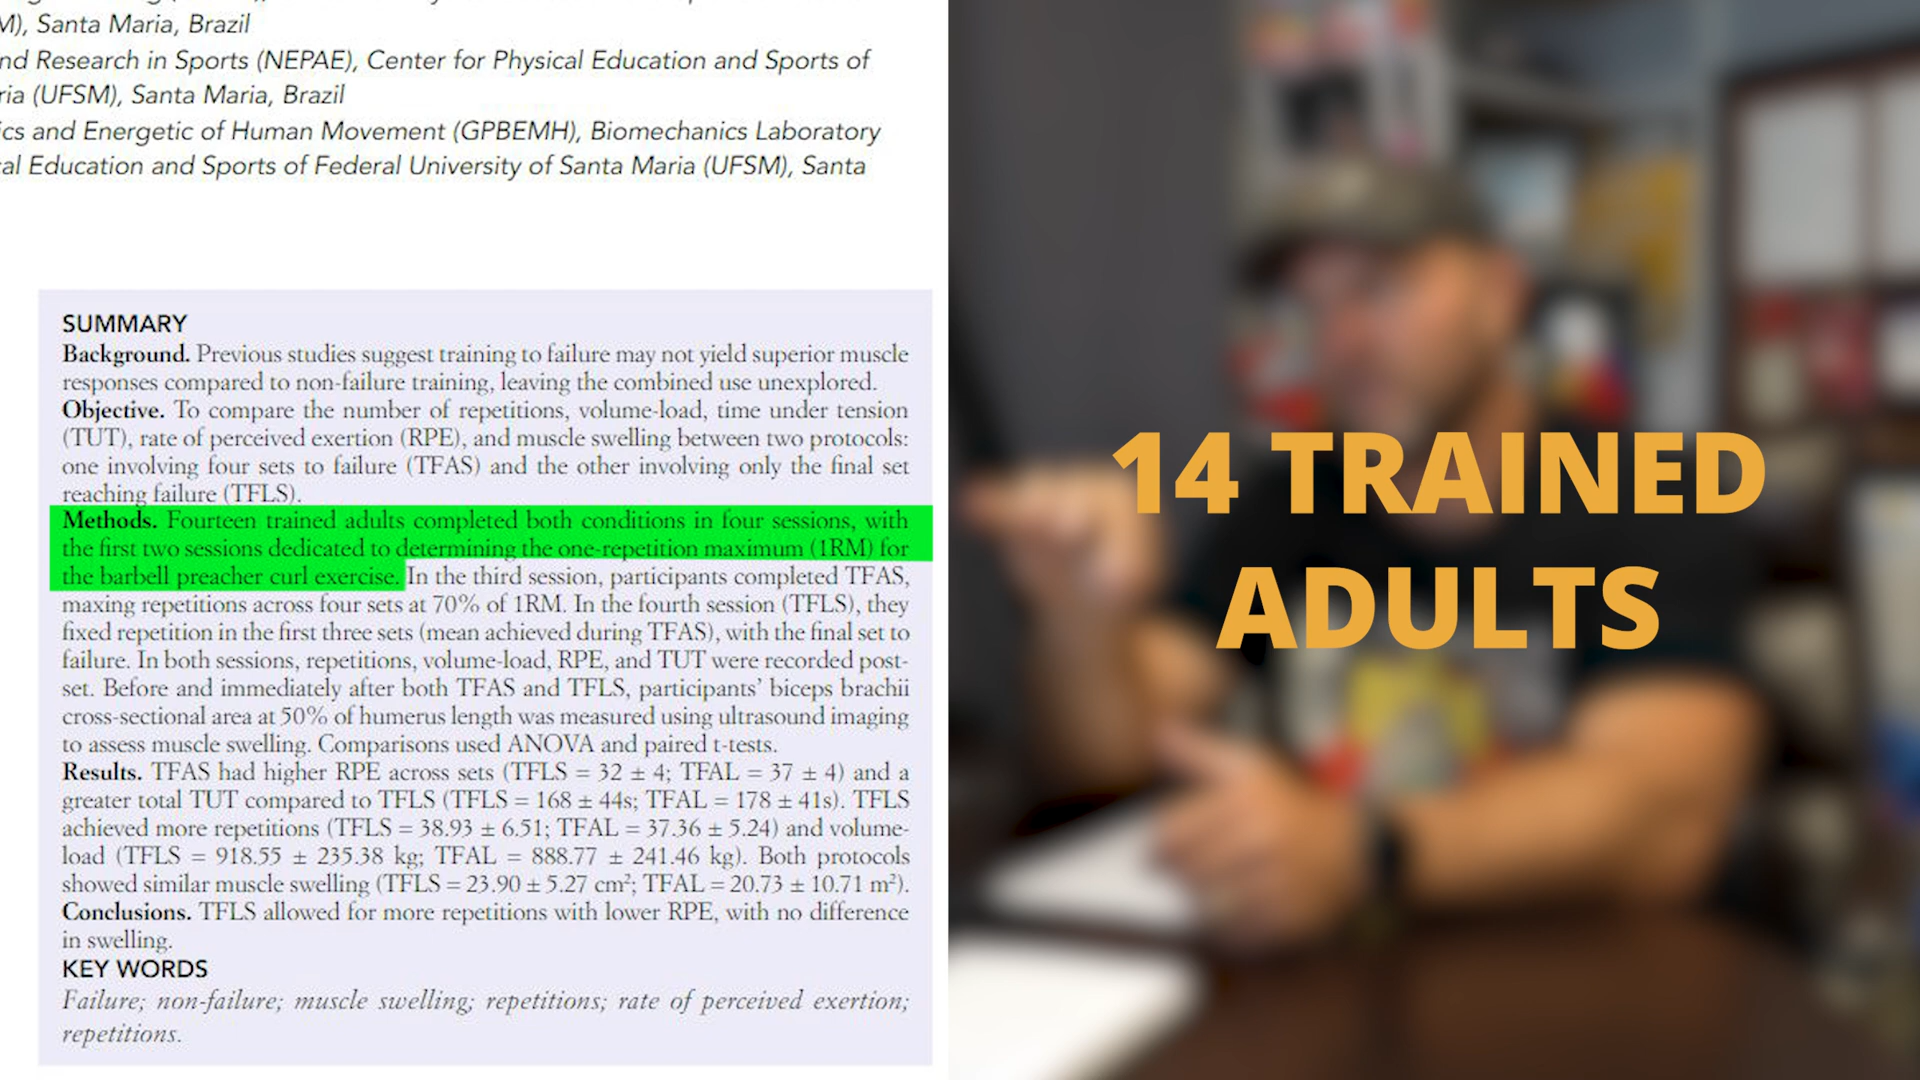 M), Santa Maria, Brazil
nd Research in Sports (NEPAE), Center for Physical Education and Sports of
ria (UFSM), Santa Maria, Brazil
ics and Energetic of Human Movement (GPBEMH), Biomechanics Laboratory
al Education and Sports of Federal University of Santa Maria (UFSM), Santa
SUMMARY
Background. Previous studies suggest training to failure may not yield superior muscle
responses compared to non-failure training, leaving the combined use unexplored.
Objective. To compare the number of repetitions, volume-load, time under tension
(TUT), rate of perceived exertion (RPE), and muscle swelling between two protocols:
one involving four sets to failure (TFAS) and the other involving only the final set
reaching failure (TFLS).
Methods. Fourteen trained adults completed both conditions in four sessions, with
the first two sessions dedicated to determining the one-repetition maximum (1RM) for
the barbell preacher curl exercise. In the third session, participants completed TFAS,
maxing repetitions across four sets at 70% of 1RM. In the fourth session (TFLS), they
fixed repetition in the first three sets (mean achieved during TFAS), with the final set to
failure. In both sessions, repetitions, volume-load, RPE, and TUT were recorded post-
set. Before and immediately after both TFAS and TFLS, participants’ biceps brachii
cross-sectional area at 50% of humerus length was measured using ultrasound imaging
to assess muscle swelling. Comparisons used ANOVA and paired t-tests.
Results. TFAS had higher RPE across sets (TFLS = 32 ± 4; TFAL = 37 ± 4) and a
greater total TUT compared to TFLS (TFLS = 168 ± 44s; TFAL = 178 ± 41s). TFLS
achieved more repetitions (TFLS = 38.93 ± 6.51; TFAL = 37.36 ± 5.24) and volume-
load (TFLS = 918.55 ± 235.38 kg; TFAL = 888.77 ± 241.46 kg). Both protocols
showed similar muscle swelling (TFLS = 23.90 ± 5.27 cm²; TFAL = 20.73 ± 10.71 m²).
Conclusions. TFLS allowed for more repetitions with lower RPE, with no difference
in swelling.
KEY WORDS
Failure; non-failure; muscle swelling; repetitions; rate of perceived exertion;
repetitions.
14 TRAINED
ADULTS